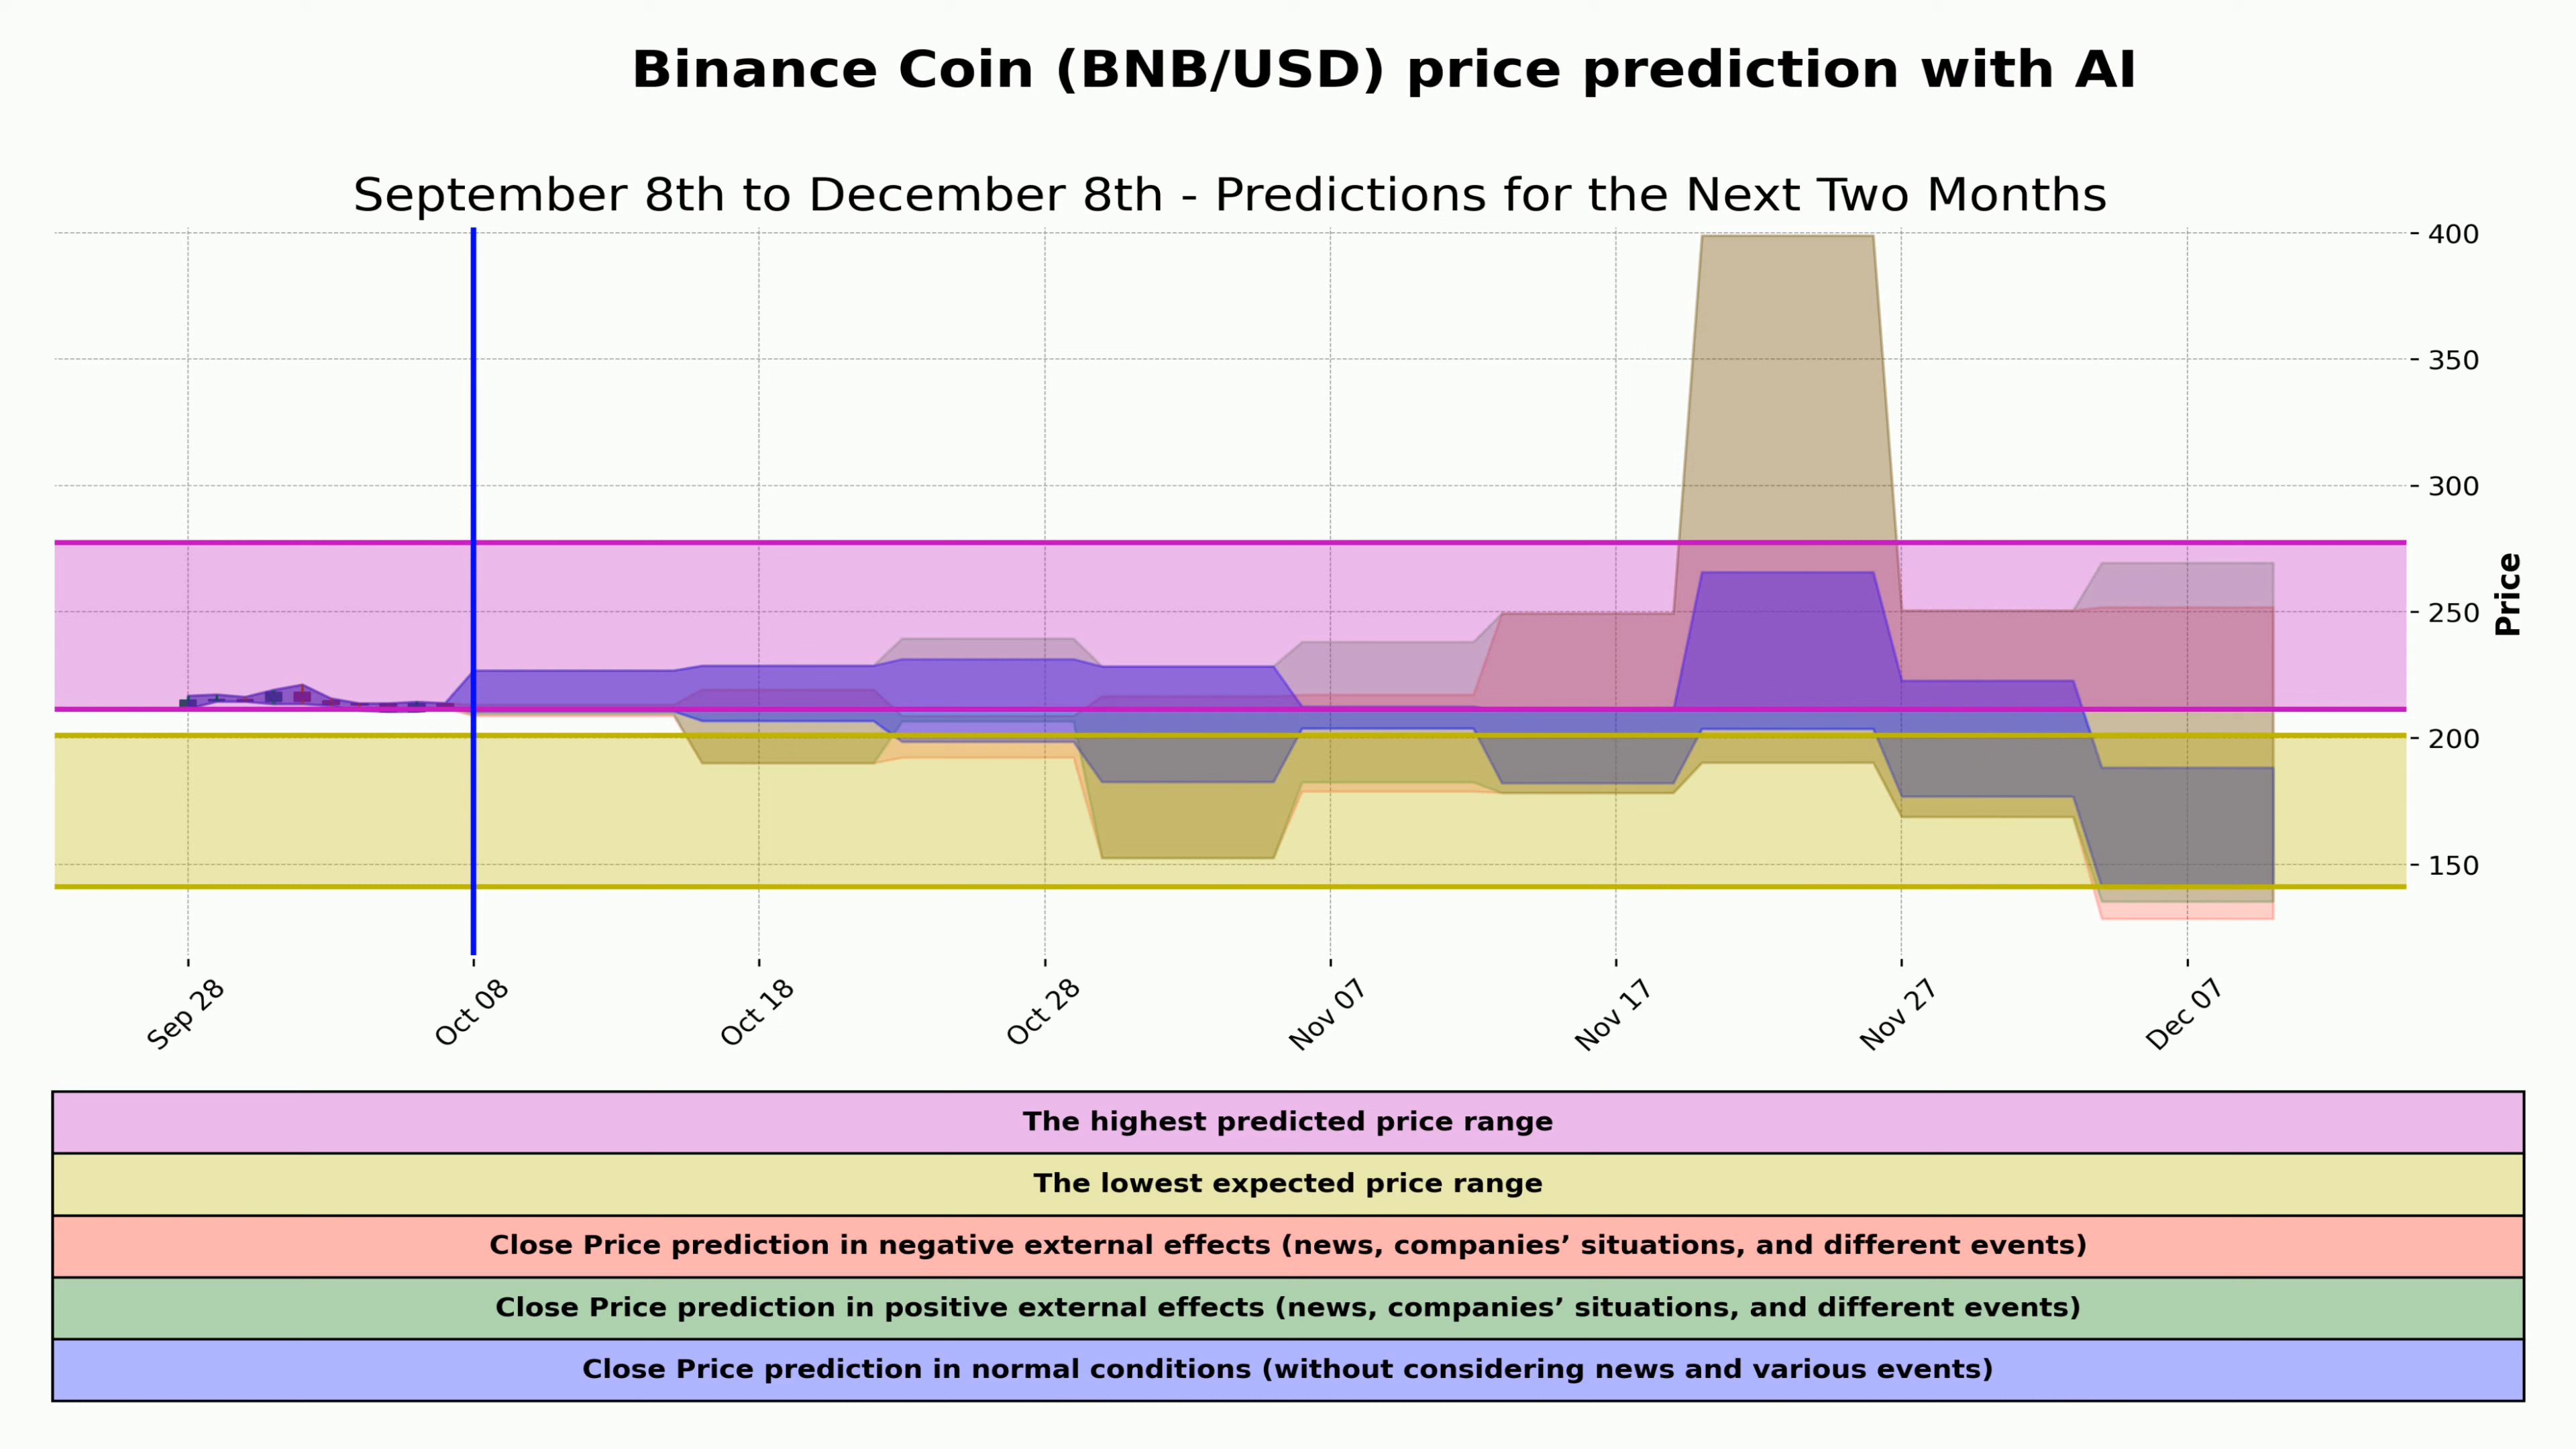 Binance Coin (BNB/USD) price prediction with AI
September 8th to December 8th - Predictions for the Next Two Months
400
350
300
250
200
150
Price
Sep 28
Oct 08
Oct 18
Oct 28
Nov 07
Nov 17
Nov 27
Dec 07
The highest predicted price range
The lowest expected price range
Close Price prediction in negative external effects (news, companies’ situations, and different events)
Close Price prediction in positive external effects (news, companies’ situations, and different events)
Close Price prediction in normal conditions (without considering news and various events)